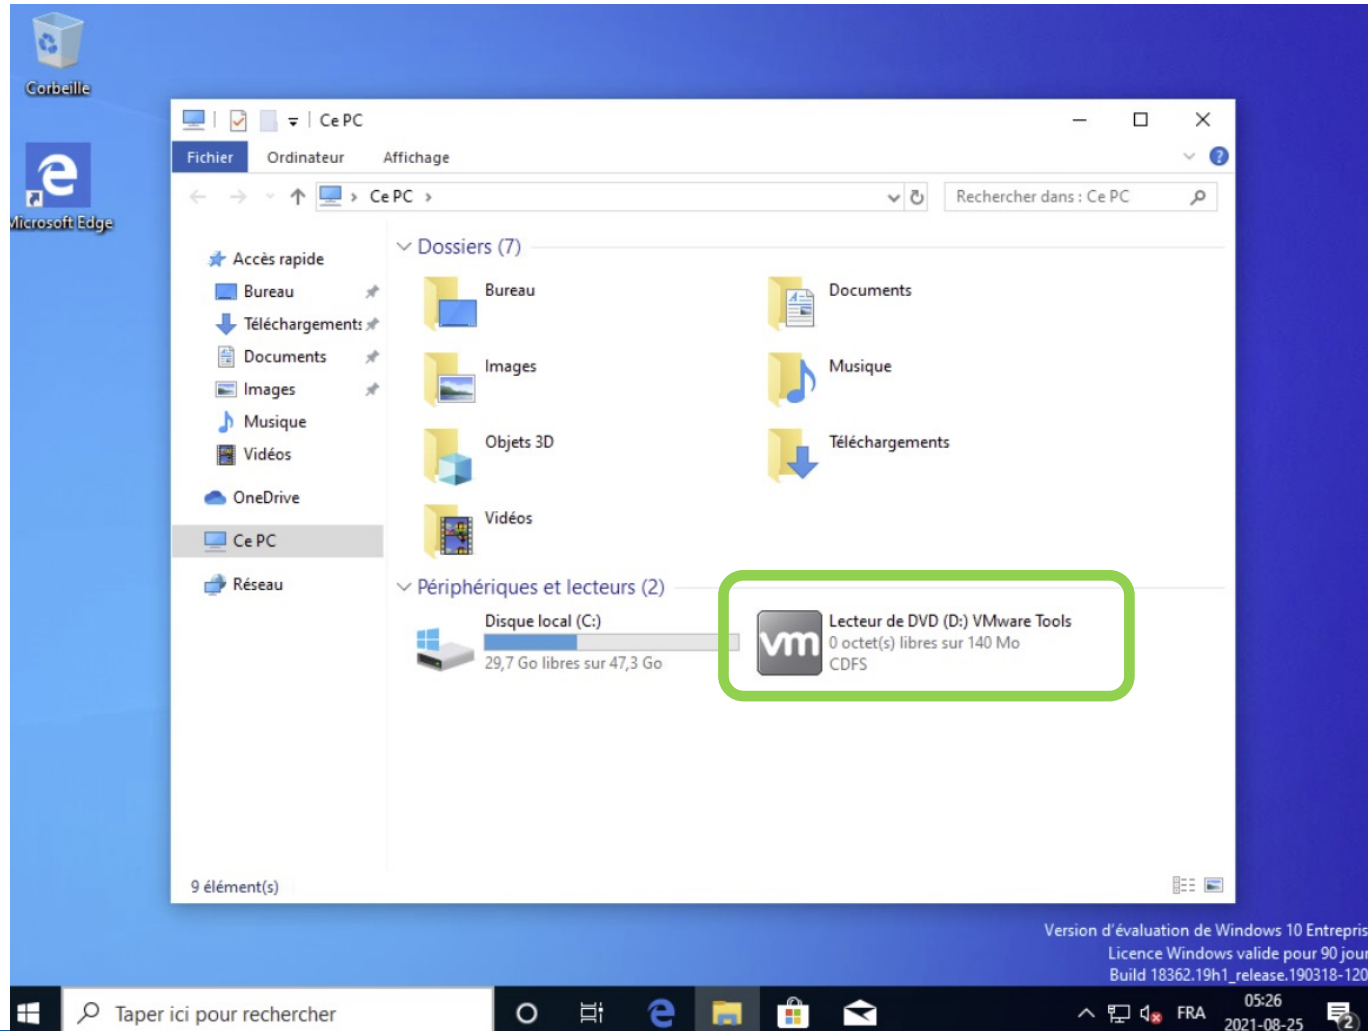 Corbeille
Microsoft Edge
Ce PC
Fichier Ordinateur Affichage
Ce PC
Rechercher dans : Ce PC
Accès rapide
Bureau
Téléchargements
Documents
Images
Musique
Vidéos
OneDrive
Ce PC
Réseau
Dossiers (7)
Bureau
Documents
Images
Musique
Objets 3D
Téléchargements
Vidéos
Périphériques et lecteurs (2)
Disque local (C:)
29,7 Go libres sur 47,3 Go
vm
Lecteur de DVD (D:) VMware Tools
0 octet(s) libres sur 140 Mo
CDFS
9 élément(s)
Version d'évaluation de Windows 10 Entrepris
Licence Windows valide pour 90 jour
Build 18362.19h1_release.190318-120
Taper ici pour rechercher
FRA
05:26
2021-08-25
2